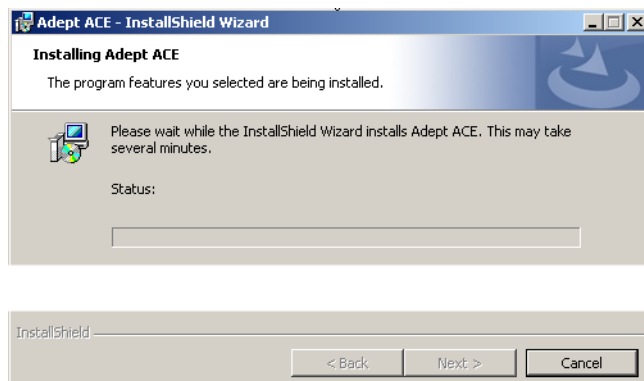 Adept ACE - InstallShield Wizard
Installing Adept ACE
The program features you selected are being installed.
Please wait while the InstallShield Wizard installs Adept ACE. This may take
several minutes.
Status:
InstallShield
< Back
Next >
Cancel